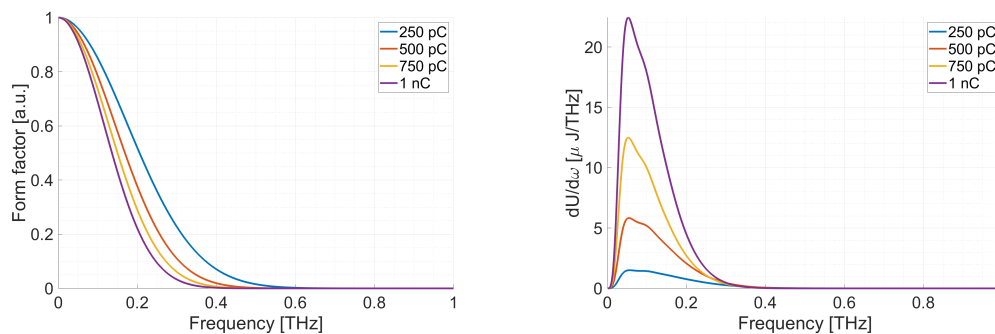 1
0.8
0.6
0.4
0.2
0
0
0.2
0.4
0.6
0.8
1
Form factor [a.u.]
Frequency [THz]
250 pC
500 pC
750 pC
1 nC
20
15
10
5
0
0
0.2
0.4
0.6
0.8
dU/dω [μ J/THz]
Frequency [THz]
250 pC
500 pC
750 pC
1 nC